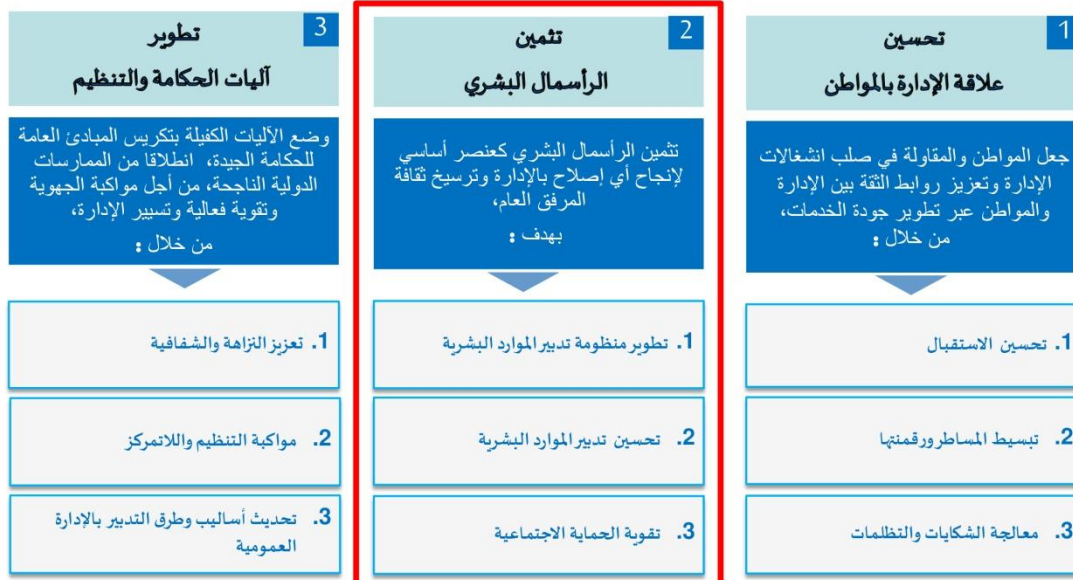 1
تحسين
علاقة الإدارة بالمواطن
جعل المواطن والمقاولة في صلب انشغالات
الإدارة وتعزيز روابط الثقة بين الإدارة
والمواطن عبر تطوير جودة الخدمات،
من خلال :
1. تحسين الاستقبال
2. تبسيط المساطر ورقمنتها
3. معالجة الشكايات والتظلمات
2
تثمين
الرأسمال البشري
تثمين الرأسمال البشري كعنصر أساسي
لإنجاح أي إصلاح بالإدارة وترسيخ ثقافة
المرفق العام،
بهدف :
1. تطوير منظومة تدبير الموارد البشرية
2. تحسين تدبير الموارد البشرية
3. تقوية الحماية الاجتماعية
3
تطوير
آليات الحكامة والتنظيم
وضع الآليات الكفيلة بتكريس المبادئ العامة
للحكامة الجيدة، انطلاقا من الممارسات
الدولية الناجحة، من أجل مواكبة الجهوية
وتقوية فعالية وتسيير الإدارة،
من خلال :
1. تعزيز النزاهة والشفافية
2. مواكبة التنظيم واللاتمركز
3. تحديث أساليب وطرق التدبير بالإدارة
العمومية